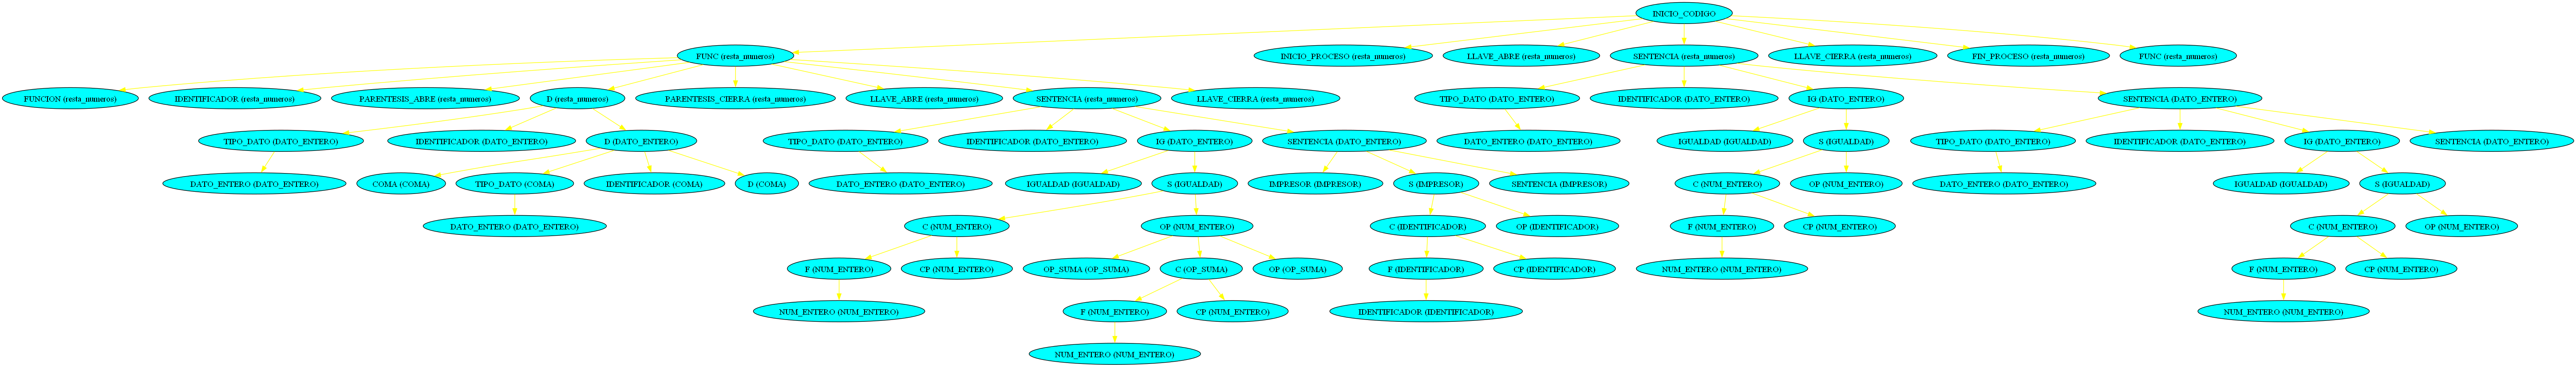 INICIO_CODIGO
FUNC (resta_numeros)
INICIO_PROCESO (resta_numeros)
LLAVE_ABRE (resta_numeros)
SENTENCIA (resta_numeros)
LLAVE_CIERRA (resta_numeros)
FIN_PROCESO (resta_numeros)
FUNC (resta_numeros)
FUNCION (resta_numeros)
IDENTIFICADOR (resta_numeros)
PARENTESIS_ABRE (resta_numeros)
D (resta_numeros)
PARENTESIS_CIERRA (resta_numeros)
LLAVE_ABRE (resta_numeros)
SENTENCIA (resta_numeros)
LLAVE_CIERRA (resta_numeros)
TIPO_DATO (DATO_ENTERO)
IDENTIFICADOR (DATO_ENTERO)
IG (DATO_ENTERO)
SENTENCIA (DATO_ENTERO)
TIPO_DATO (DATO_ENTERO)
IDENTIFICADOR (DATO_ENTERO)
D (DATO_ENTERO)
TIPO_DATO (DATO_ENTERO)
IDENTIFICADOR (DATO_ENTERO)
IG (DATO_ENTERO)
SENTENCIA (DATO_ENTERO)
DATO_ENTERO (DATO_ENTERO)
IGUALDAD (IGUALDAD)
S (IGUALDAD)
TIPO_DATO (DATO_ENTERO)
IDENTIFICADOR (DATO_ENTERO)
IG (DATO_ENTERO)
SENTENCIA (DATO_ENTERO)
DATO_ENTERO (DATO_ENTERO)
COMA (COMA)
TIPO_DATO (COMA)
IDENTIFICADOR (COMA)
D (COMA)
DATO_ENTERO (DATO_ENTERO)
IGUALDAD (IGUALDAD)
S (IGUALDAD)
IMPRESOR (IMPRESOR)
S (IMPRESOR)
SENTENCIA (IMPRESOR)
C (NUM_ENTERO)
OP (NUM_ENTERO)
DATO_ENTERO (DATO_ENTERO)
IGUALDAD (IGUALDAD)
S (IGUALDAD)
DATO_ENTERO (DATO_ENTERO)
C (NUM_ENTERO)
OP (NUM_ENTERO)
C (IDENTIFICADOR)
OP (IDENTIFICADOR)
F (NUM_ENTERO)
CP (NUM_ENTERO)
C (NUM_ENTERO)
OP (NUM_ENTERO)
F (NUM_ENTERO)
CP (NUM_ENTERO)
OP_SUMA (OP_SUMA)
C (OP_SUMA)
OP (OP_SUMA)
F (IDENTIFICADOR)
CP (IDENTIFICADOR)
NUM_ENTERO (NUM_ENTERO)
F (NUM_ENTERO)
CP (NUM_ENTERO)
NUM_ENTERO (NUM_ENTERO)
F (NUM_ENTERO)
CP (NUM_ENTERO)
IDENTIFICADOR (IDENTIFICADOR)
NUM_ENTERO (NUM_ENTERO)
NUM_ENTERO (NUM_ENTERO)